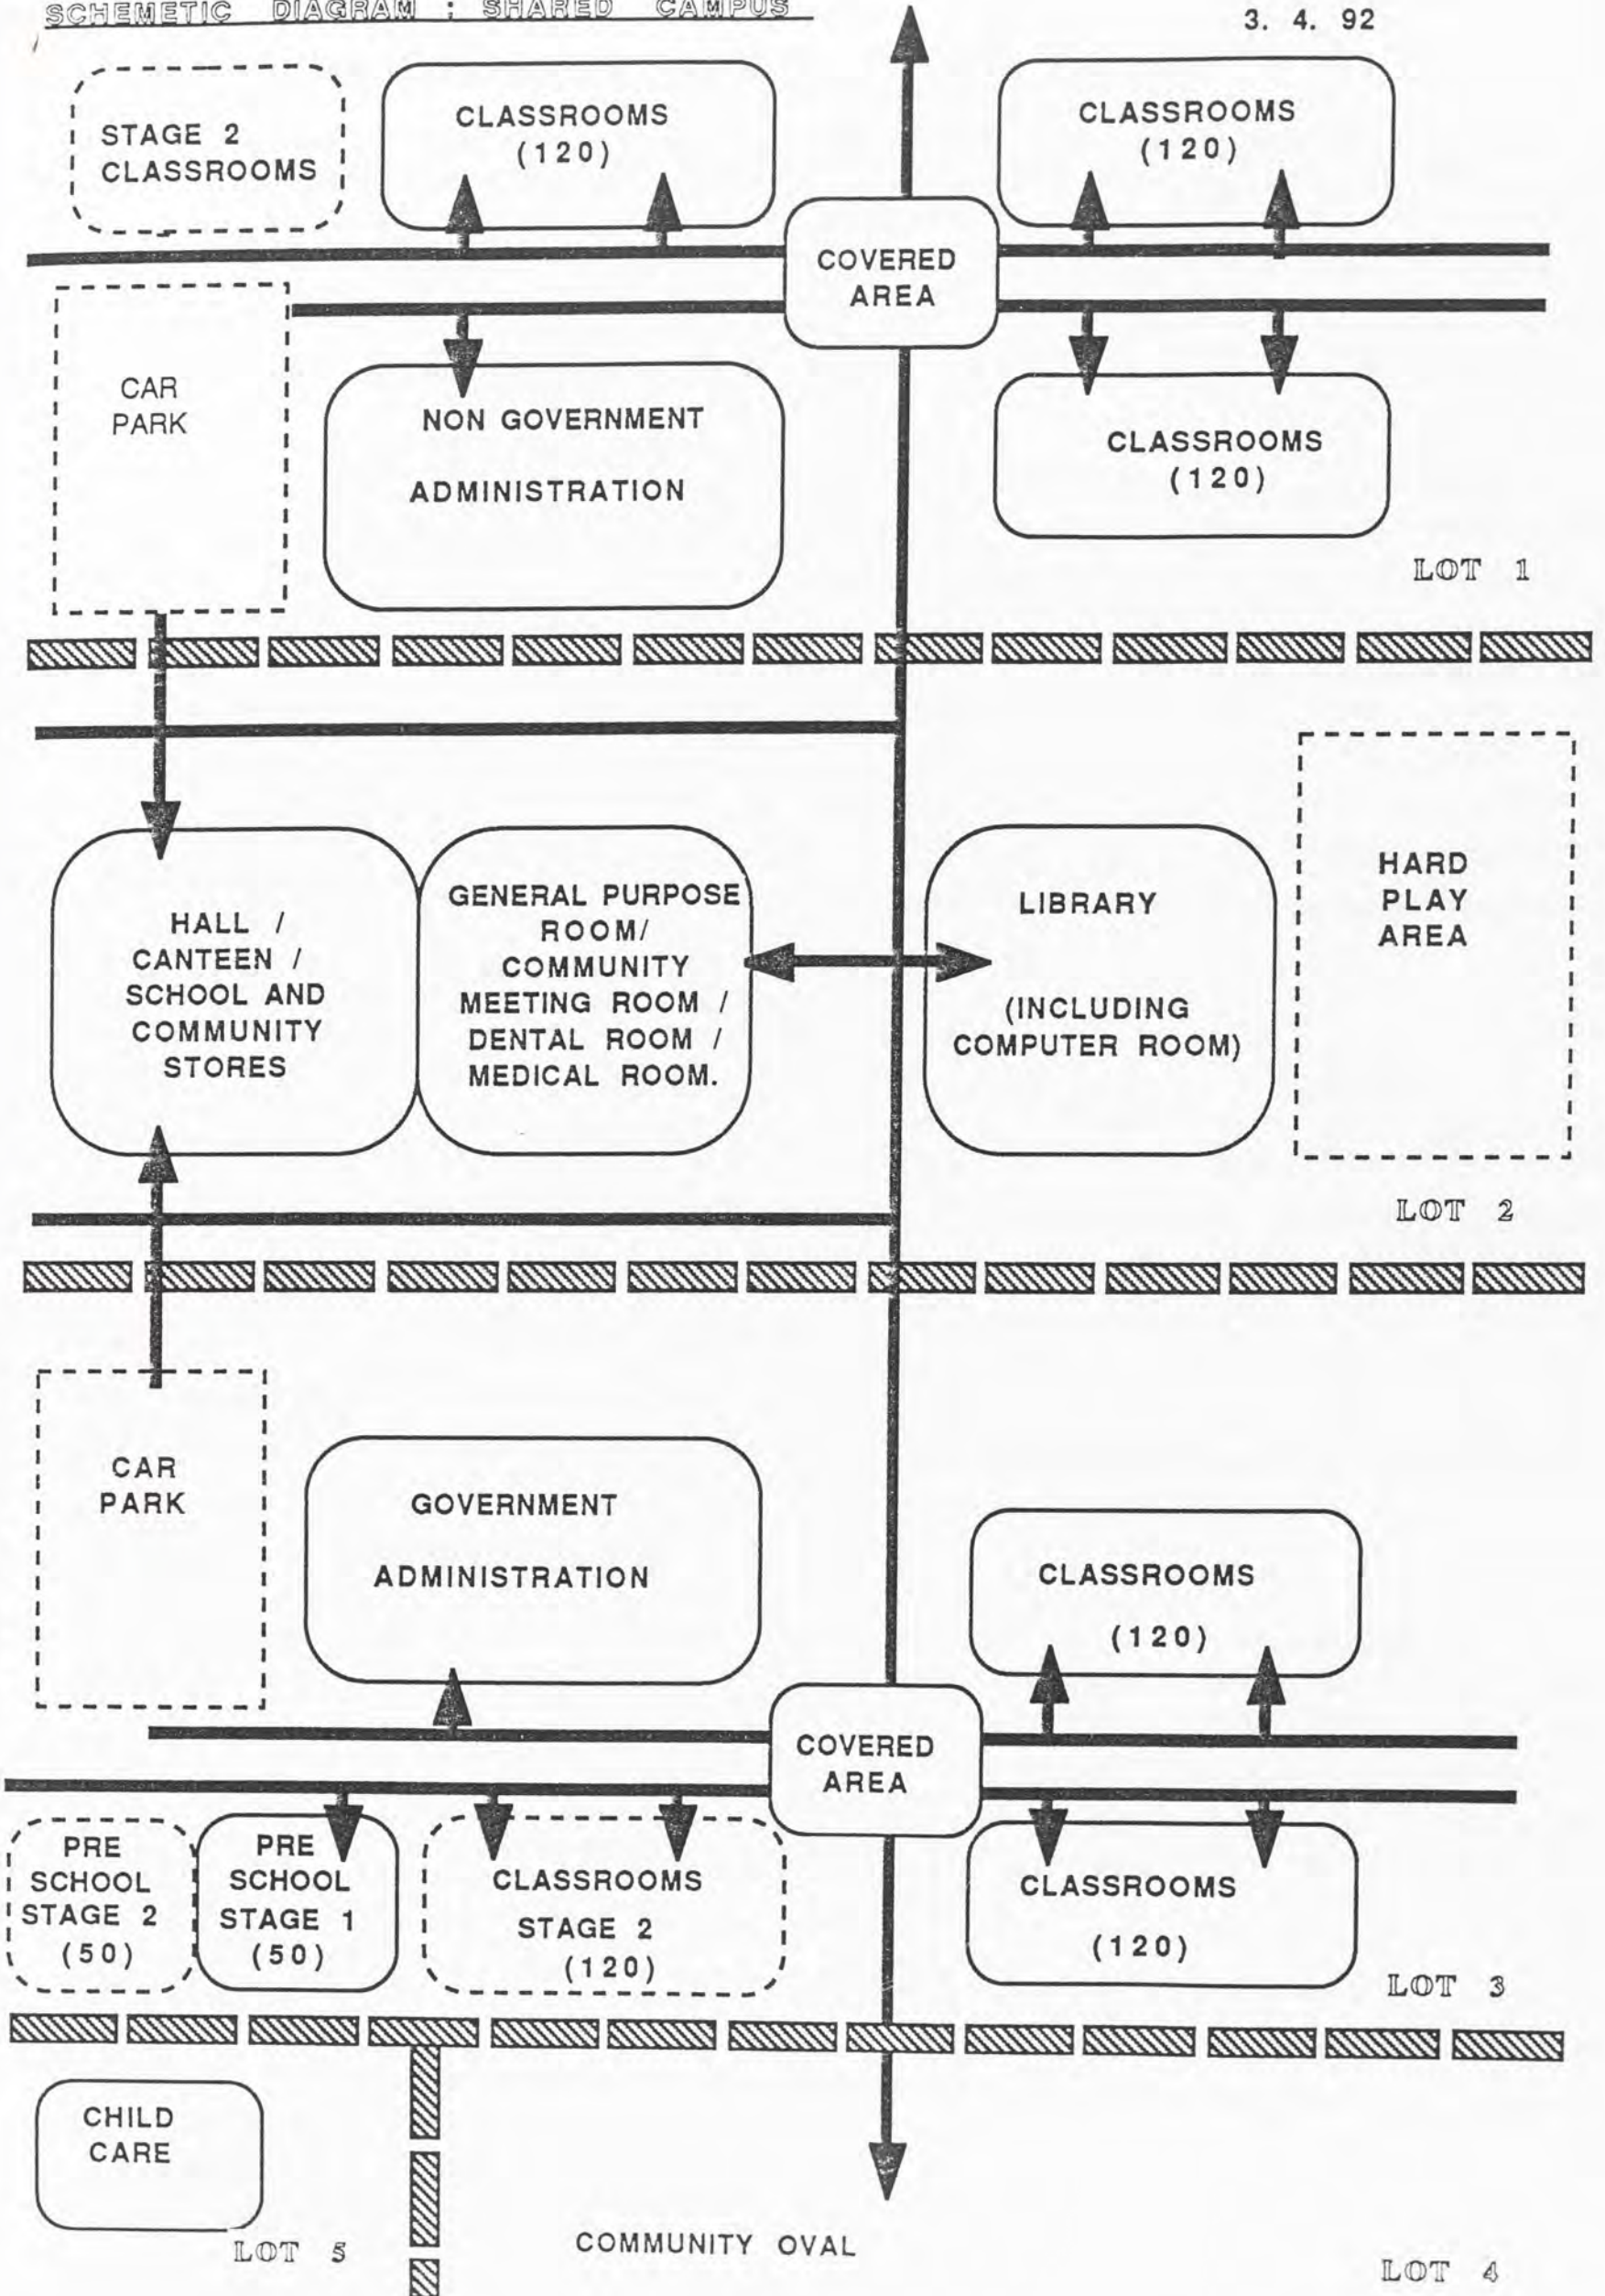 SCHEMETIC DIAGRAM : SHARED CAMPUS
3. 4. 92
STAGE 2
CLASSROOMS
CLASSROOMS
(120)
CLASSROOMS
(120)
COVERED
AREA
CAR
PARK
NON GOVERNMENT
ADMINISTRATION
CLASSROOMS
(120)
LOT 1
HALL /
CANTEEN /
SCHOOL AND
COMMUNITY
STORES
GENERAL PURPOSE
ROOM/
COMMUNITY
MEETING ROOM /
DENTAL ROOM /
MEDICAL ROOM.
LIBRARY
(INCLUDING
COMPUTER ROOM)
HARD
PLAY
AREA
LOT 2
CAR
PARK
GOVERNMENT
ADMINISTRATION
CLASSROOMS
(120)
COVERED
AREA
PRE
SCHOOL
STAGE 2
(50)
PRE
SCHOOL
STAGE 1
(50)
CLASSROOMS
STAGE 2
(120)
CLASSROOMS
(120)
LOT 3
CHILD
CARE
LOT 5
COMMUNITY OVAL
LOT 4